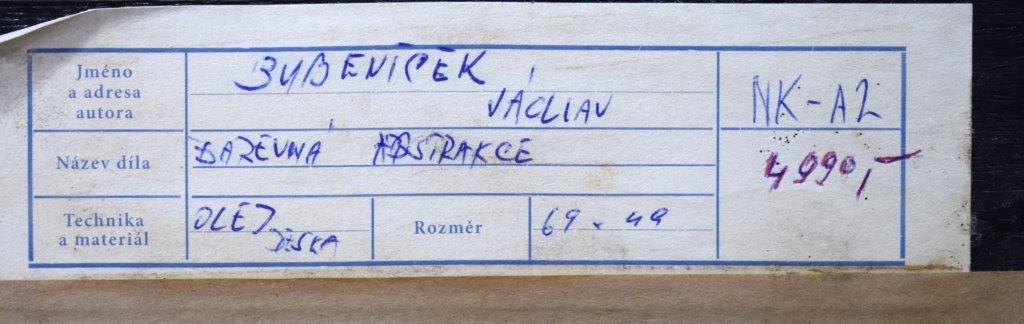 Jméno
a adresa
autora
BUBENÍČEK,
VÁCLAV
NK-A2
Název díla
BAREVNÁ ABSTRAKCE
4990,-
Technika
a materiál
OLEJ
DESKA
Rozměr
69 × 49